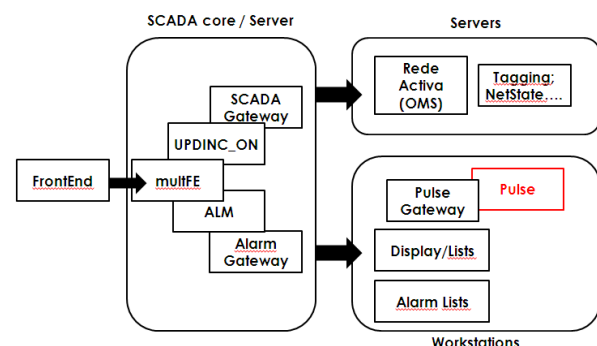 SCADA core / Server
Servers
Rede
Activa
(OMS)
Tagging;
NetState….
SCADA
Gateway
UPDINC_ON
FrontEnd
multFE
ALM
Alarm
Gateway
Pulse
Gateway
Pulse
Display/Lists
Alarm Lists
Workstations